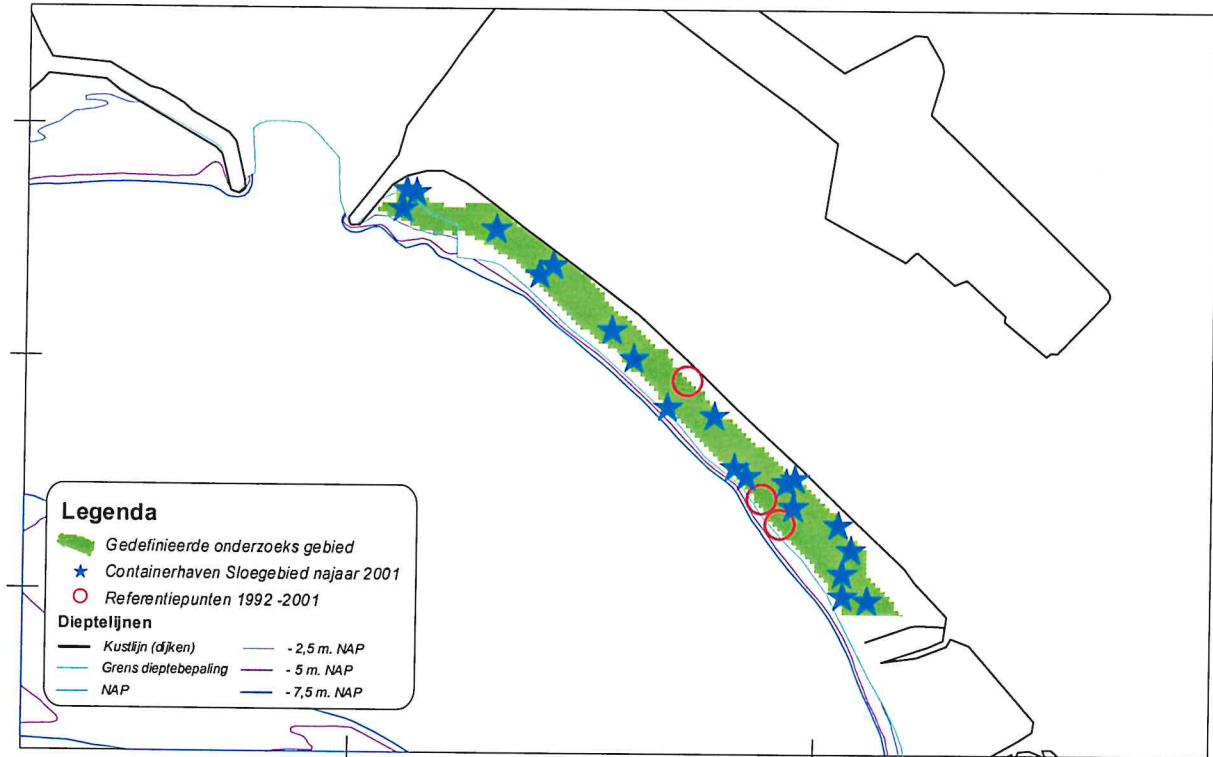 Legenda
Gedefinieerde onderzoeks gebied
Containerhaven Sloegebied najaar 2001
Referentiepunten 1992 -2001
Dieptelijnen
Kustlijn (dijken)
Grens dieptebepaling
NAP
- 2,5 m. NAP
- 5 m. NAP
- 7,5 m. NAP